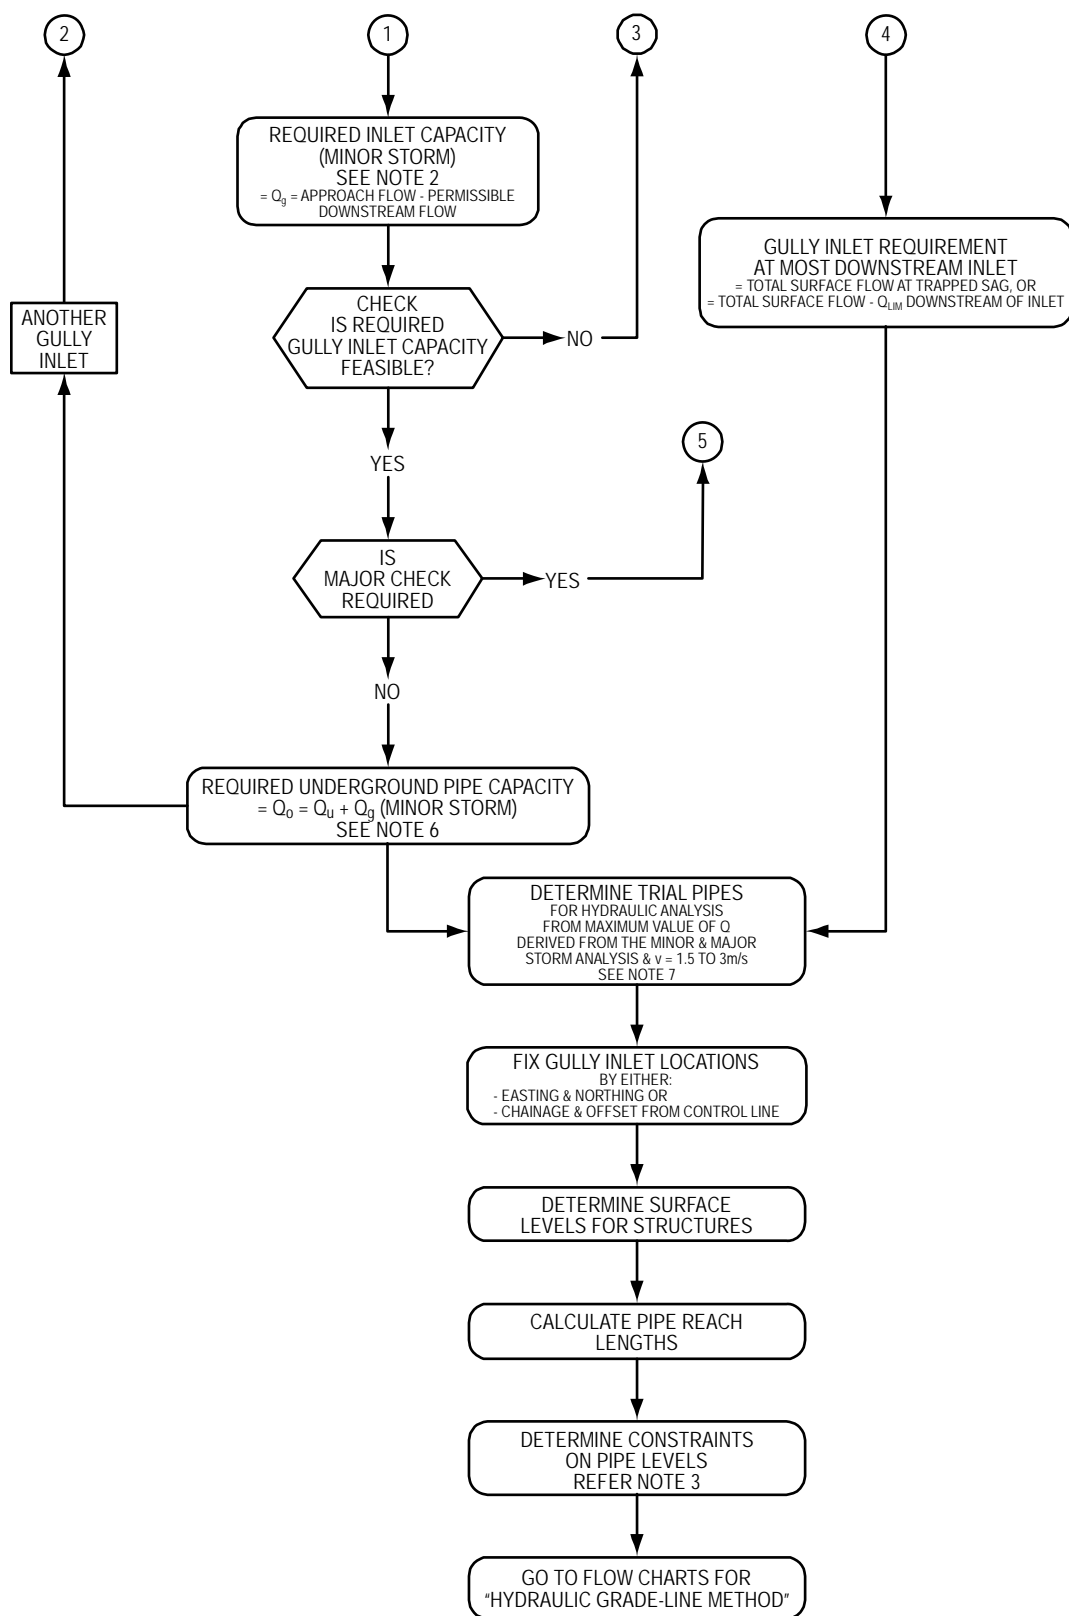 2
1
3
4
REQUIRED INLET CAPACITY
(MINOR STORM)
SEE NOTE 2
= Qg = APPROACH FLOW - PERMISSIBLE
DOWNSTREAM FLOW
GULLY INLET REQUIREMENT
AT MOST DOWNSTREAM INLET
= TOTAL SURFACE FLOW AT TRAPPED SAG, OR
= TOTAL SURFACE FLOW - QLIM DOWNSTREAM OF INLET
ANOTHER
GULLY
INLET
CHECK
IS REQUIRED
GULLY INLET CAPACITY
FEASIBLE?
NO
5
YES
IS
MAJOR CHECK
REQUIRED
YES
NO
REQUIRED UNDERGROUND PIPE CAPACITY
= Qo = Qu + Qg (MINOR STORM)
SEE NOTE 6
DETERMINE TRIAL PIPES
FOR HYDRAULIC ANALYSIS
FROM MAXIMUM VALUE OF Q
DERIVED FROM THE MINOR & MAJOR
STORM ANALYSIS & v = 1.5 TO 3m/s
SEE NOTE 7
FIX GULLY INLET LOCATIONS
BY EITHER:
- EASTING & NORTHING OR
- CHAINAGE & OFFSET FROM CONTROL LINE
DETERMINE SURFACE
LEVELS FOR STRUCTURES
CALCULATE PIPE REACH
LENGTHS
DETERMINE CONSTRAINTS
ON PIPE LEVELS
REFER NOTE 3
GO TO FLOW CHARTS FOR
"HYDRAULIC GRADE-LINE METHOD"